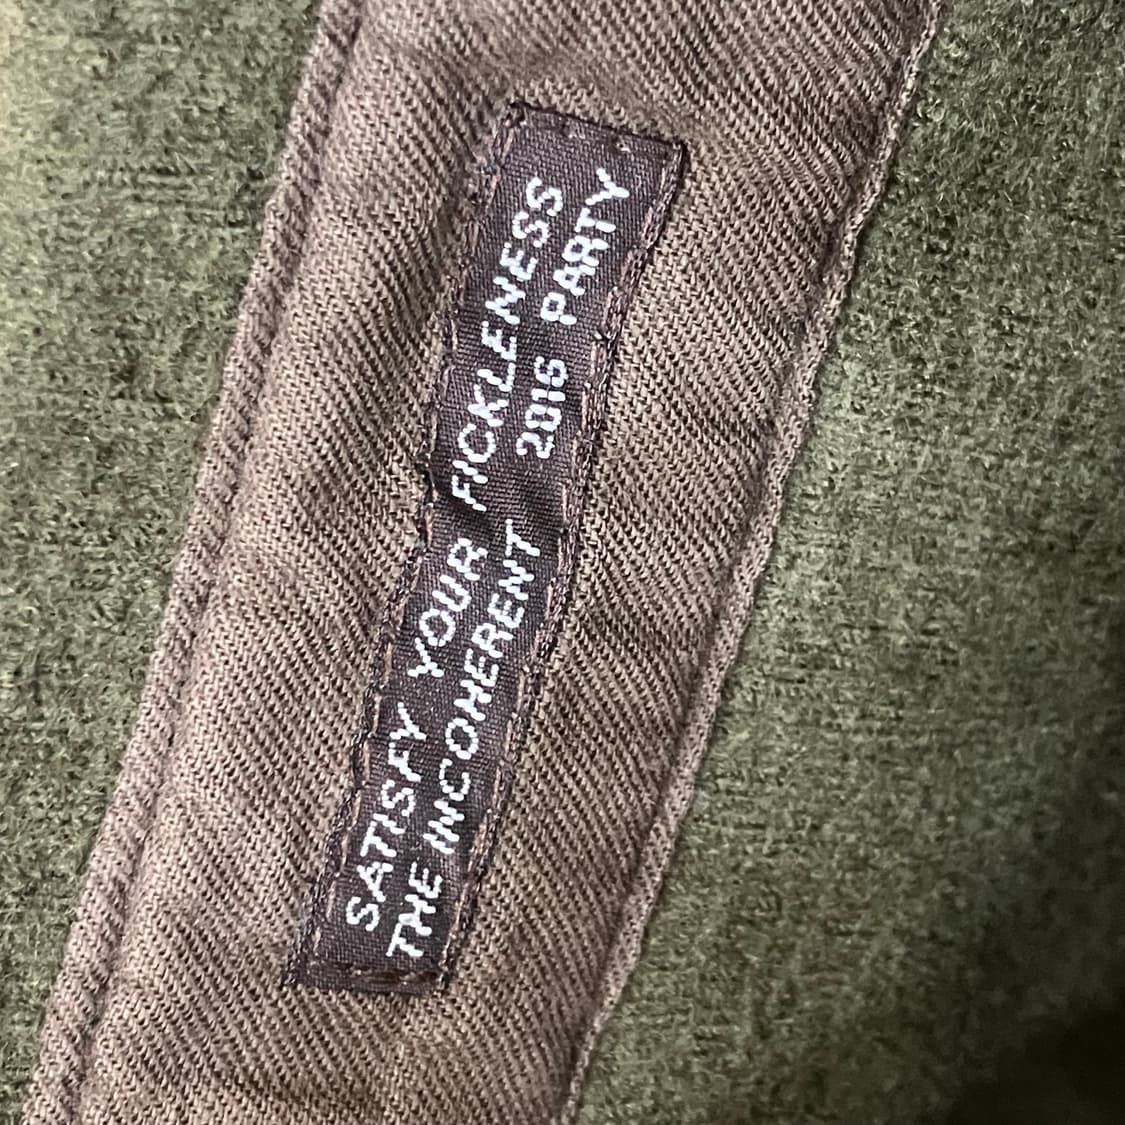 SATISFY YOUR FICKLENESS
THE INCOHERENT 2016 PARTY